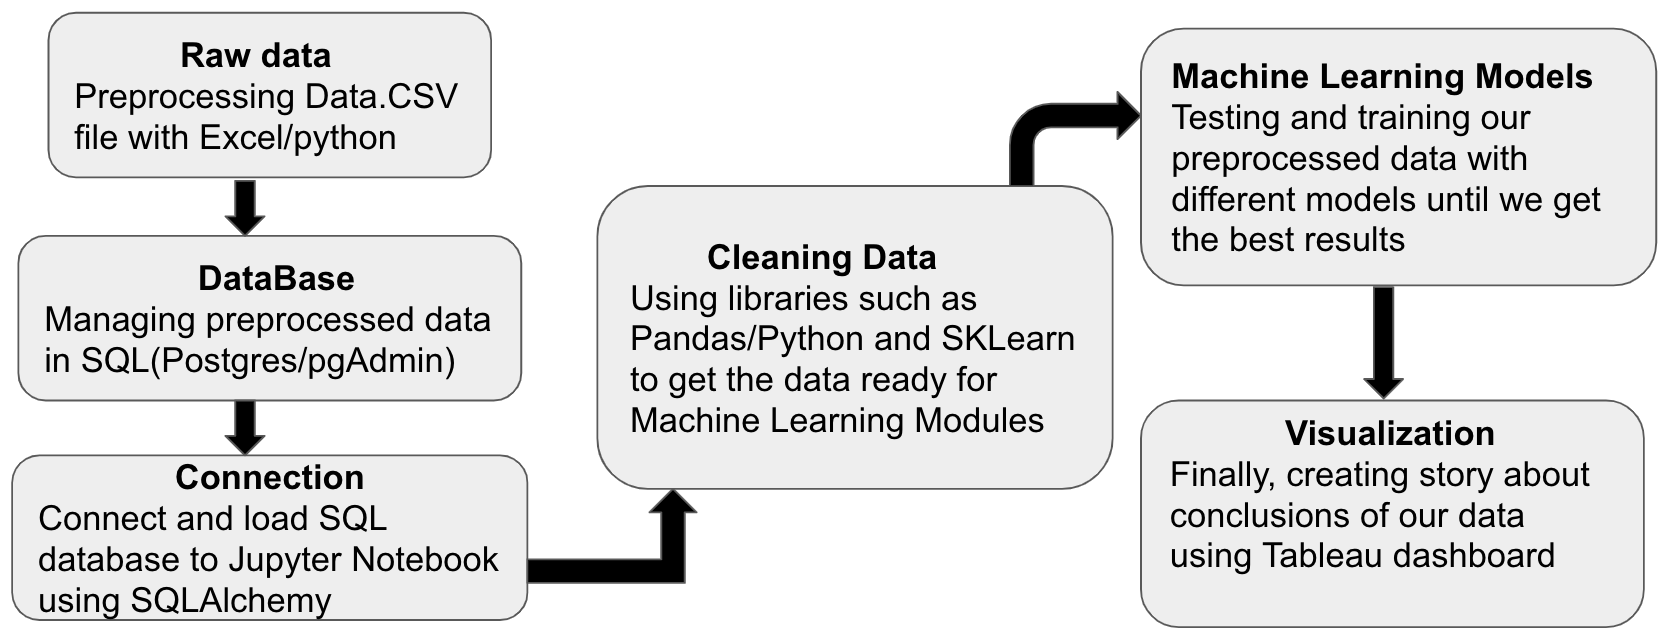 Raw data
Preprocessing Data.CSV
file with Excel/python
DataBase
Managing preprocessed data
in SQL(Postgres/pgAdmin)
Connection
Connect and load SQL
database to Jupyter Notebook
using SQLAlchemy
Cleaning Data
Using libraries such as
Pandas/Python and SKLearn
to get the data ready for
Machine Learning Modules
Machine Learning Models
Testing and training our
preprocessed data with
different models until we get
the best results
Visualization
Finally, creating story about
conclusions of our data
using Tableau dashboard